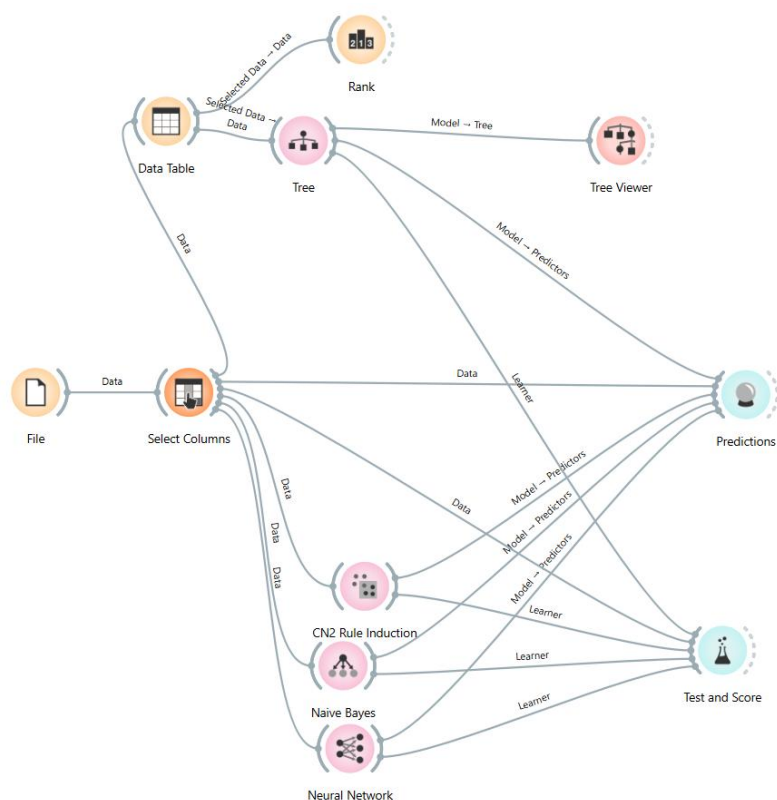 Selected Data → Data
Rank
Selected Data →
Data
Data Table
Tree
Model → Tree
Tree Viewer
Data
Model → Predictors
File
Data
Select Columns
Data
Learner
Predictions
Data
Data
Data
Data
Model → Predictors
Model → Predictors
Model → Predictors
CN2 Rule Induction
Learner
Naive Bayes
Learner
Neural Network
Learner
Test and Score
213